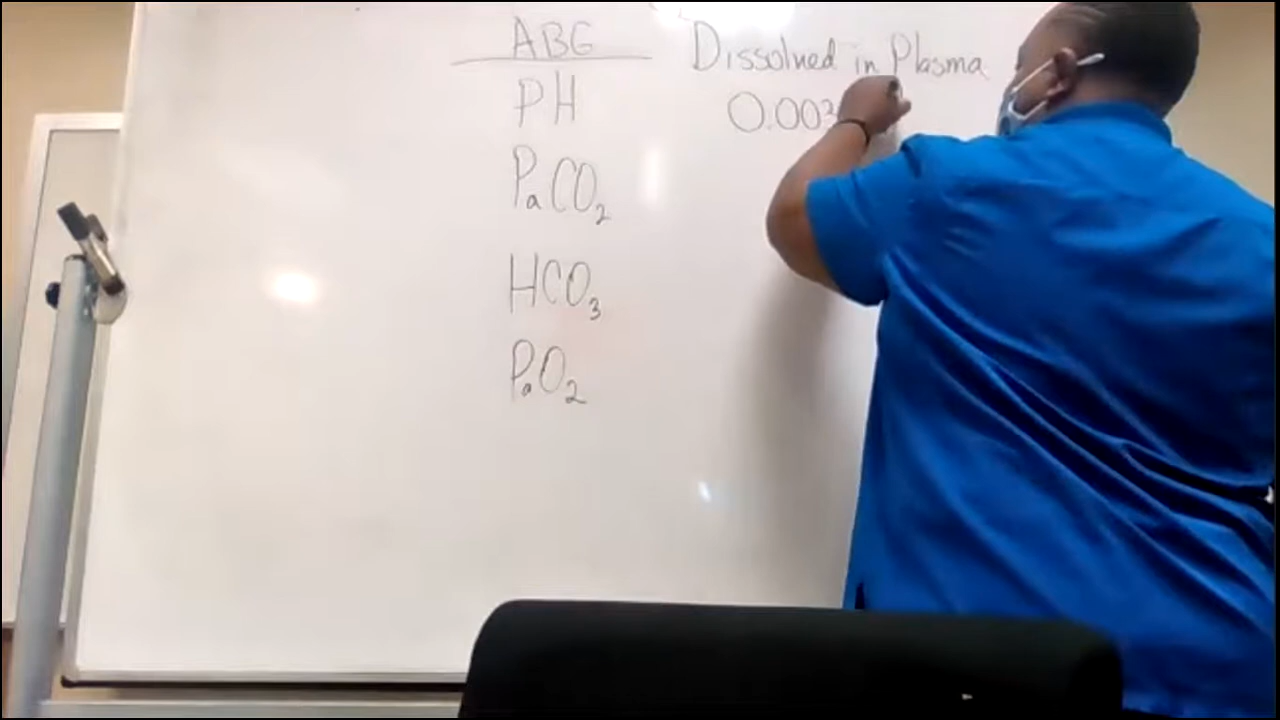 ABG
PH
PaCO2
HCO3
PaO2
Dissolved in Plasma
0.003